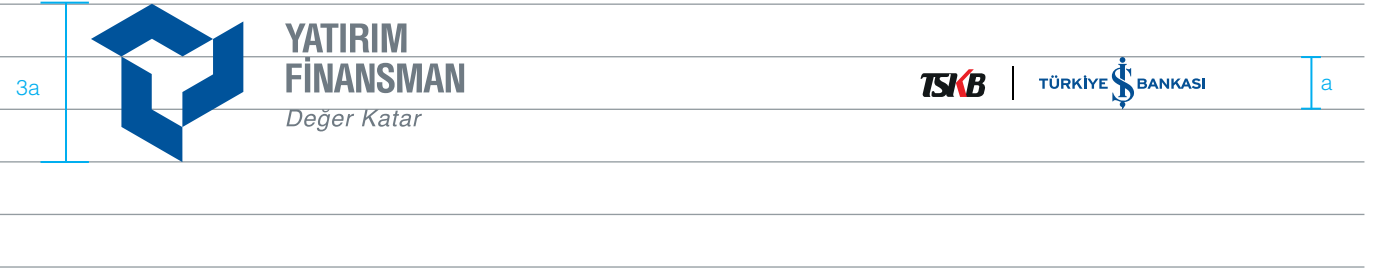 3a
YATIRIM
FİNANSMAN
Değer Katar
TSKB
TÜRKİYE İŞ BANKASI
a